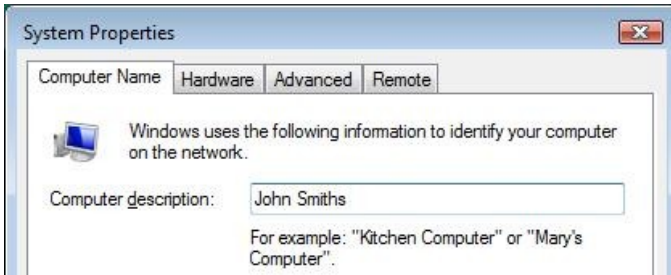 System Properties
Computer Name Hardware Advanced Remote
Windows uses the following information to identify your computer
on the network.
Computer description: John Smiths
For example: "Kitchen Computer" or "Mary's
Computer".